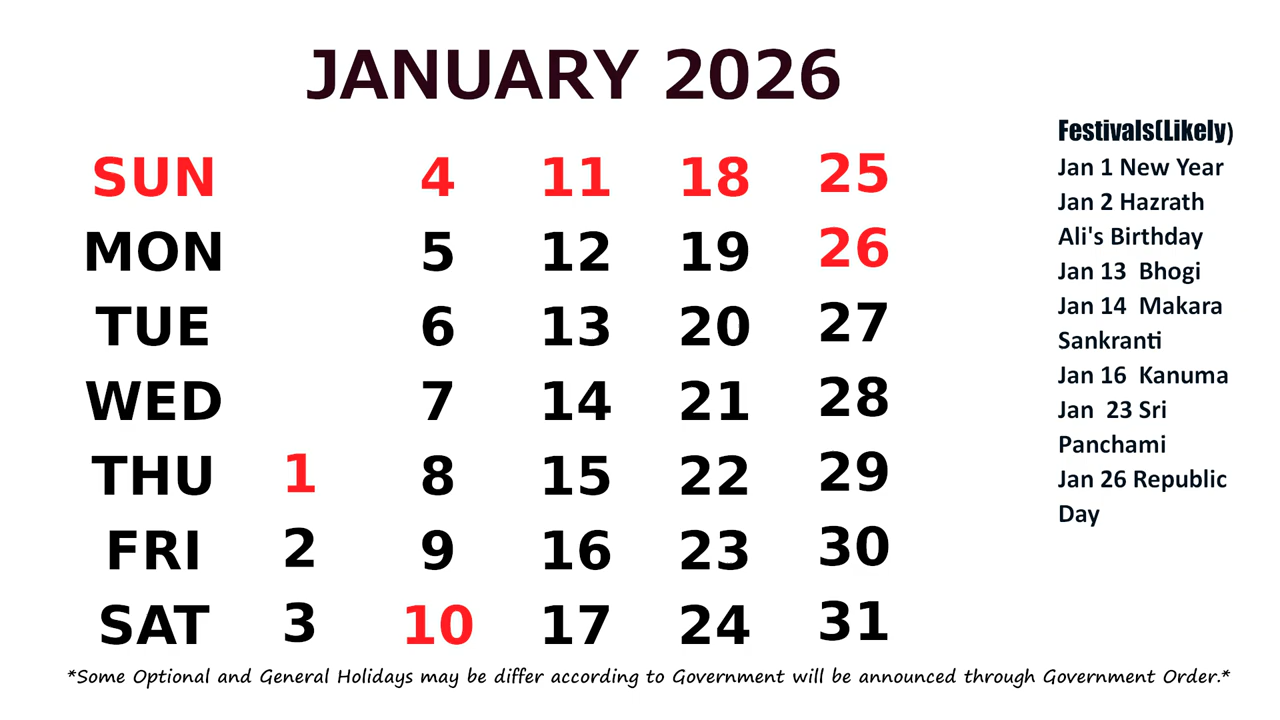 JANUARY 2026
SUN 4 11 18 25
MON 5 12 19 26
TUE 6 13 20 27
WED 7 14 21 28
THU 1 8 15 22 29
FRI 2 9 16 23 30
SAT 3 10 17 24 31
Festivals(Likely)
Jan 1 New Year
Jan 2 Hazrath
Ali's Birthday
Jan 13 Bhogi
Jan 14 Makara
Sankranti
Jan 16 Kanuma
Jan 23 Sri
Panchami
Jan 26 Republic
Day
*Some Optional and General Holidays may be differ according to Government will be announced through Government Order.*